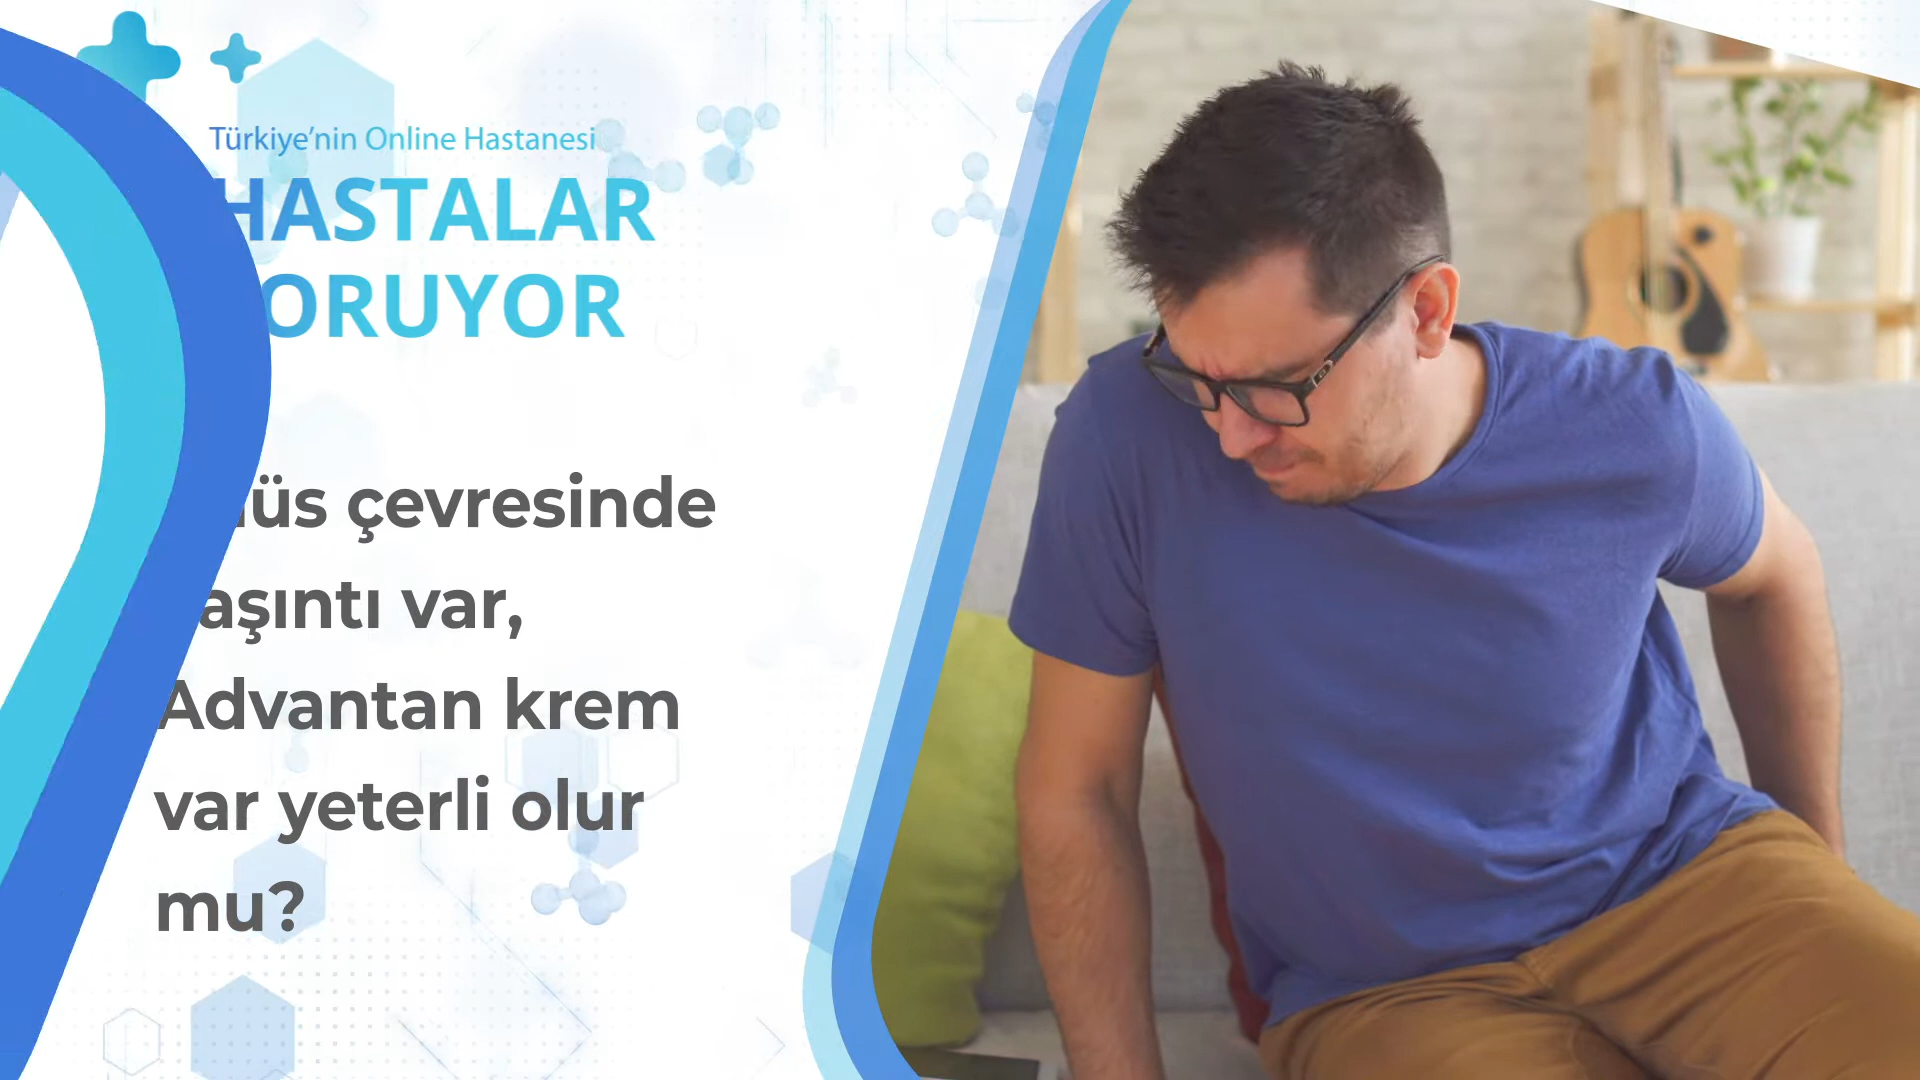 Türkiye'nin Online Hastanesi
HASTALAR
ORUYOR
üs çevresinde
aşıntı var,
Advantan krem
var yeterli olur
mu?